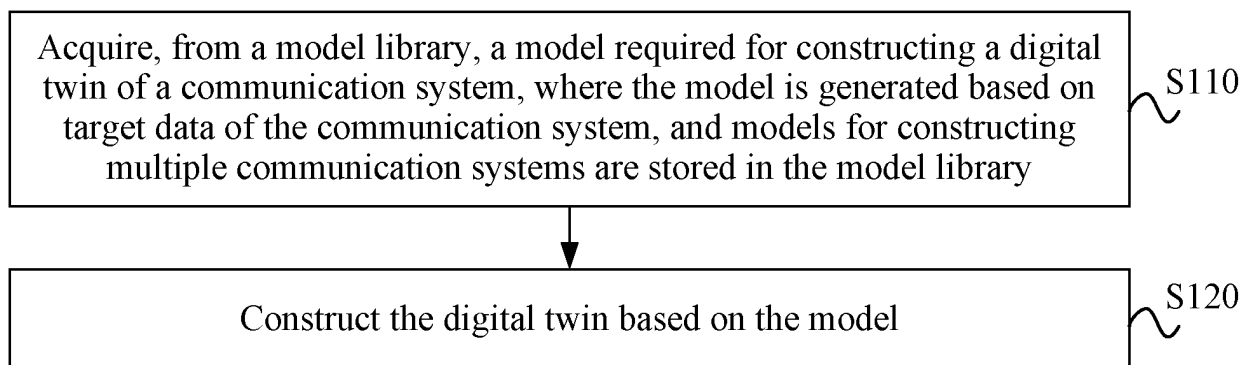 Acquire, from a model library, a model required for constructing a digital
twin of a communication system, where the model is generated based on
target data of the communication system, and models for constructing
multiple communication systems are stored in the model library
S110
Construct the digital twin based on the model
S120